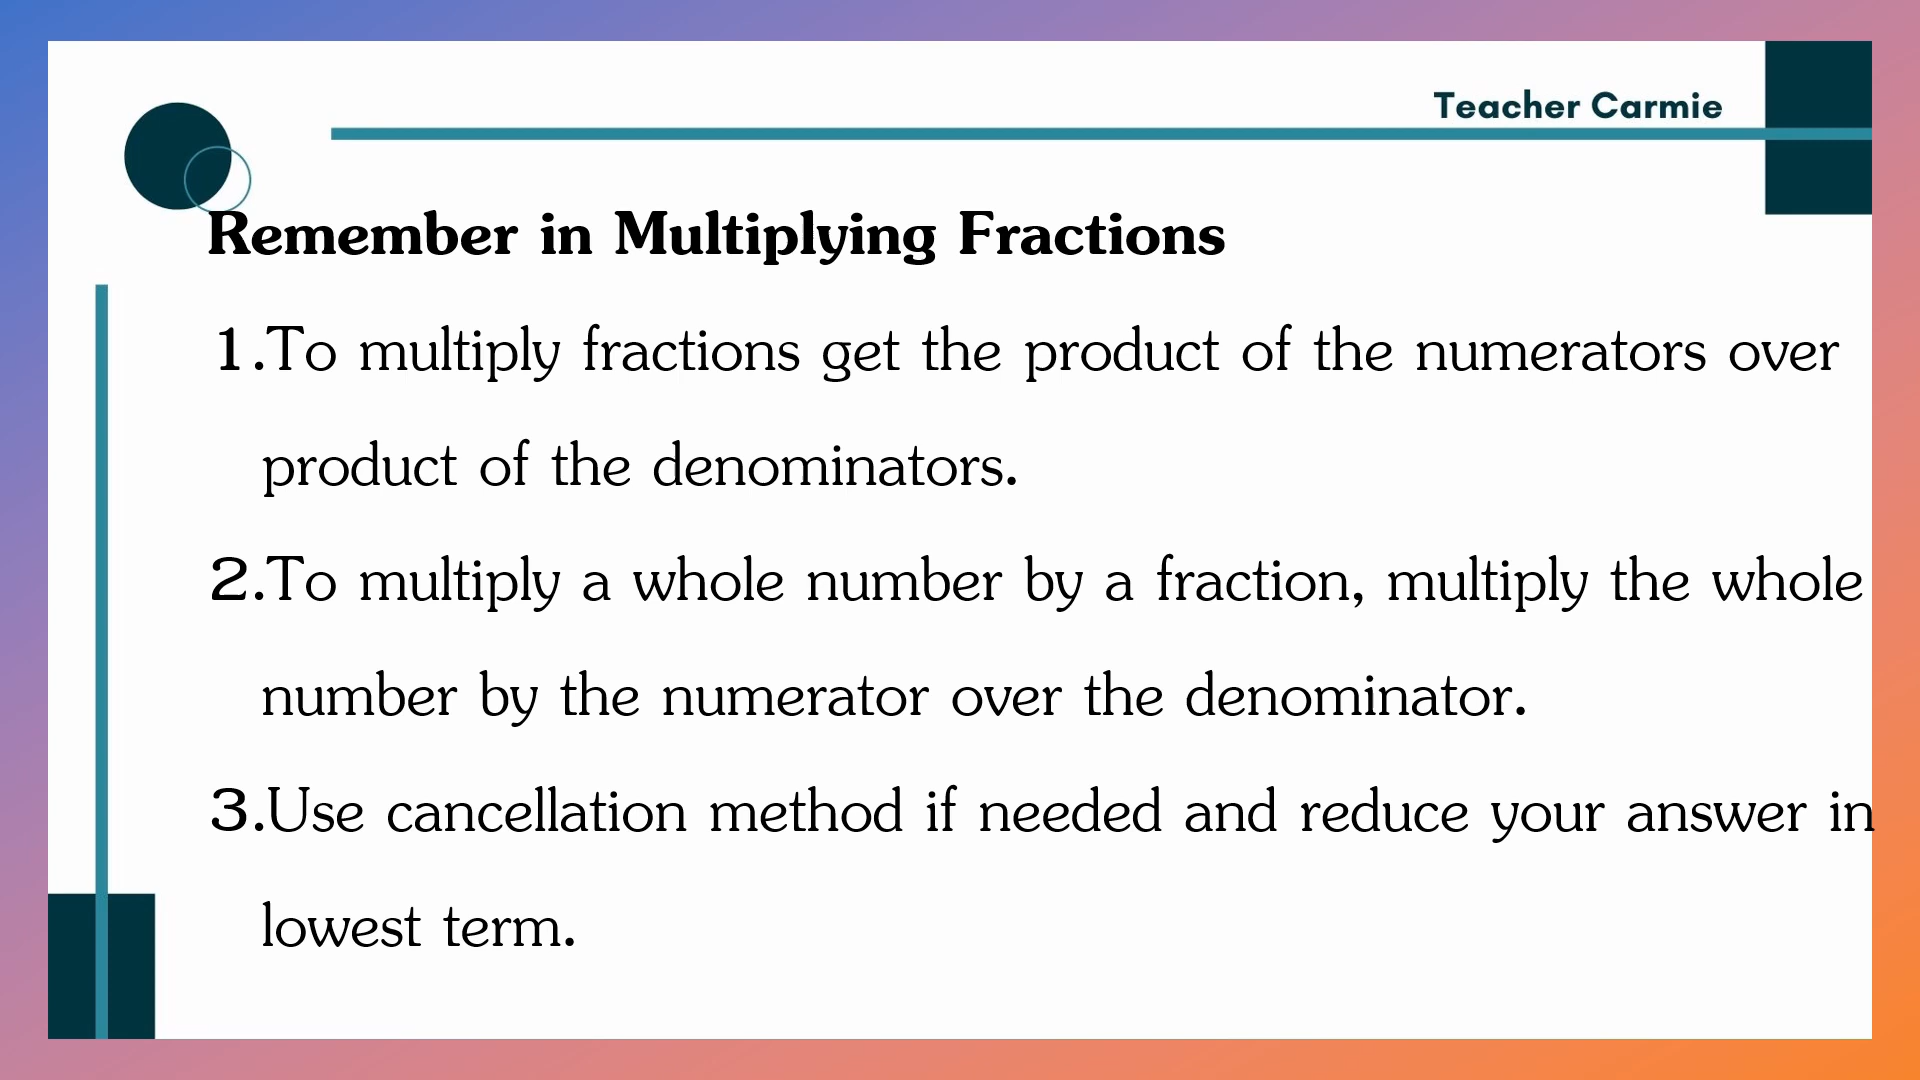 Teacher Carmie
Remember in Multiplying Fractions
1.To multiply fractions get the product of the numerators over
product of the denominators.
2.To multiply a whole number by a fraction, multiply the whole
number by the numerator over the denominator.
3.Use cancellation method if needed and reduce your answer in
lowest term.